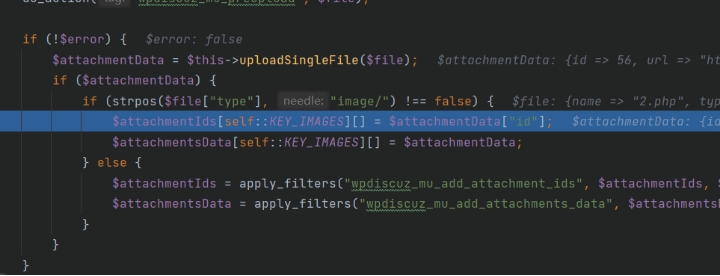 do_action( tag: "wpdiscuz_mu_preupload", $file);
if (!$error) {   $error: false
$attachmentData = $this->uploadSingleFile($file);   $attachmentData: {id => 56, url => "ht
if ($attachmentData) {
if (strpos($file["type"], needle: "image/") !== false) {   $file: {name => "2.php", typ
$attachmentIds[self::KEY_IMAGES][] = $attachmentData["id"];   $attachmentData: {id
$attachmentsData[self::KEY_IMAGES][] = $attachmentData;
} else {
$attachmentIds = apply_filters("wpdiscuz_mu_add_attachment_ids", $attachmentIds, $
$attachmentsData = apply_filters("wpdiscuz_mu_add_attachments_data", $attachments
}
}
}